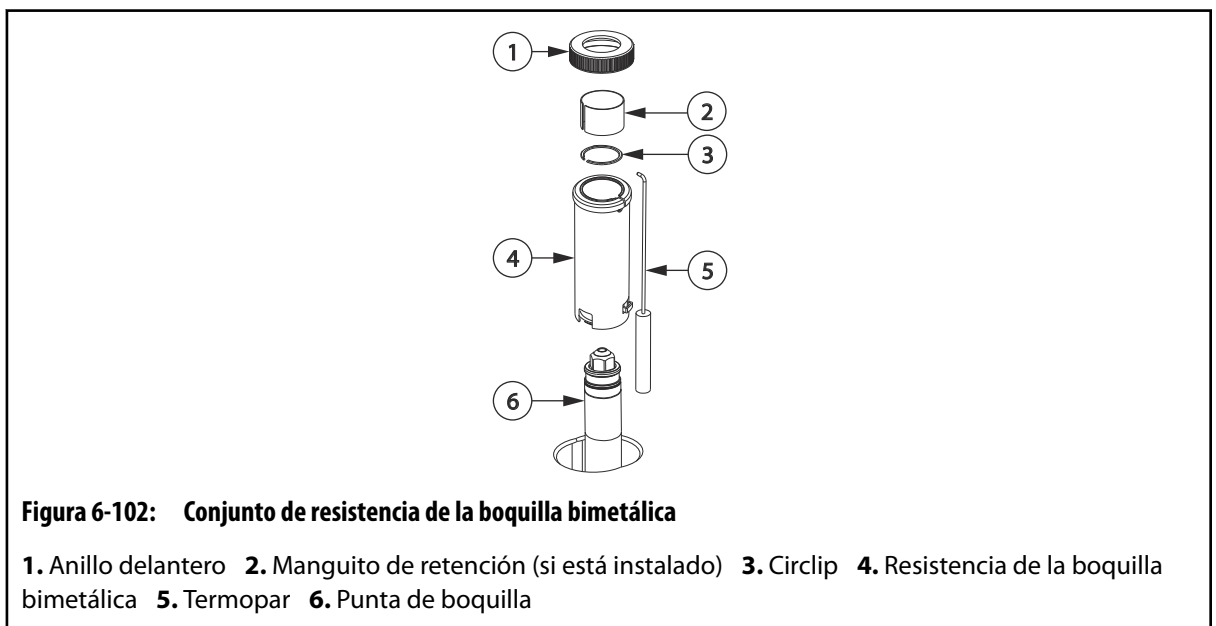 1
2
3
4
5
6
Figura 6-102: Conjunto de resistencia de la boquilla bimetálica
1. Anillo delantero 2. Manguito de retención (si está instalado) 3. Circlip 4. Resistencia de la boquilla
bimetálica 5. Termopar 6. Punta de boquilla